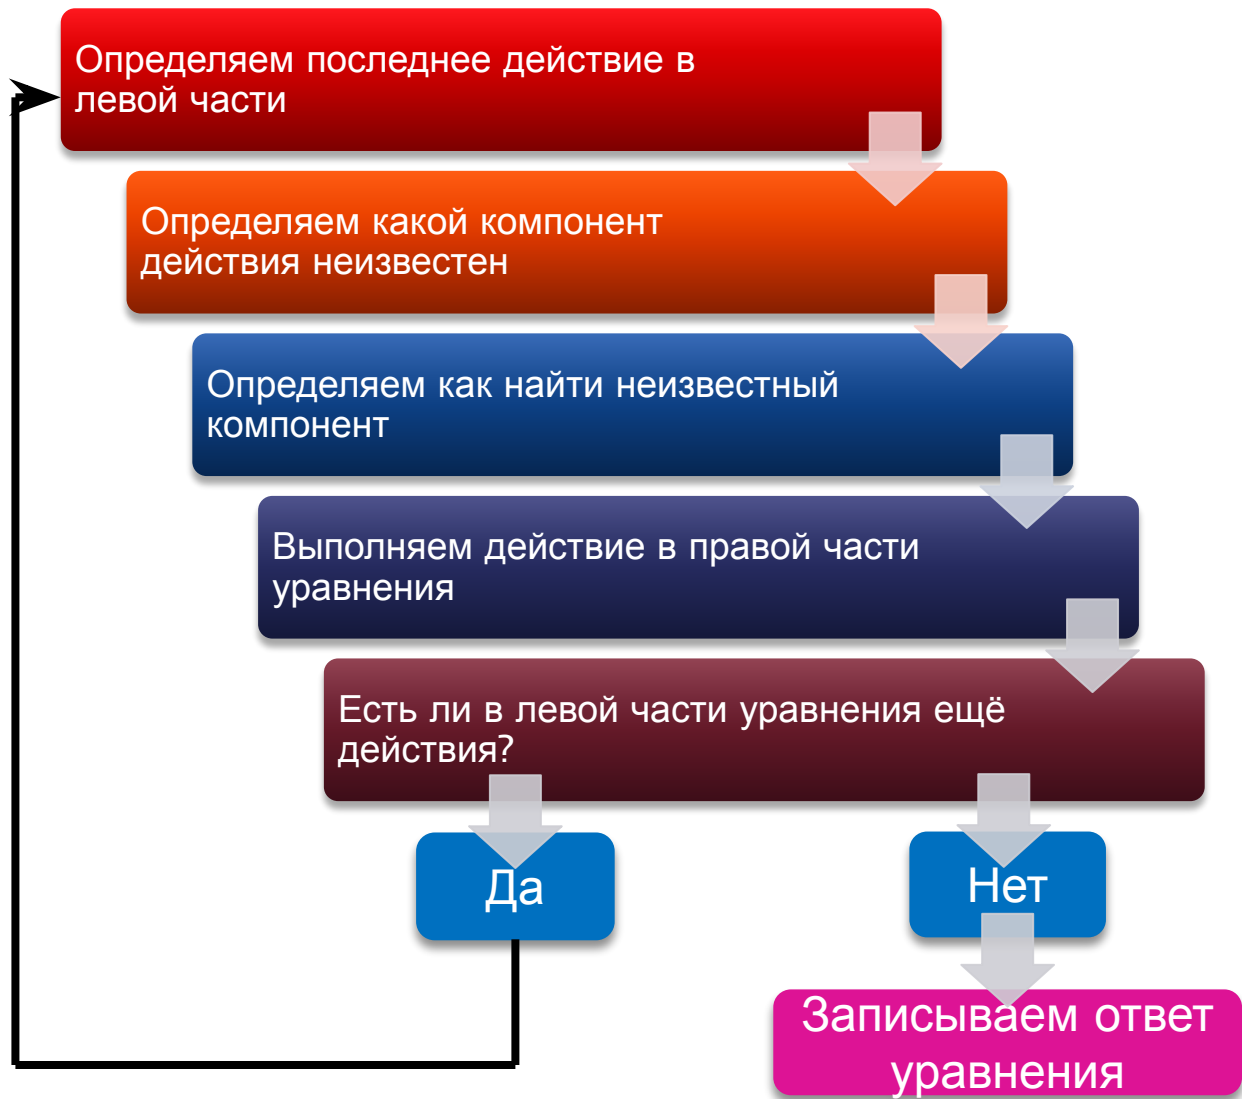 Определяем последнее действие в
левой части
Определяем какой компонент
действия неизвестен
Определяем как найти неизвестный
компонент
Выполняем действие в правой части
уравнения
Есть ли в левой части уравнения ещё
действия?
Да
Нет
Записываем ответ
уравнения